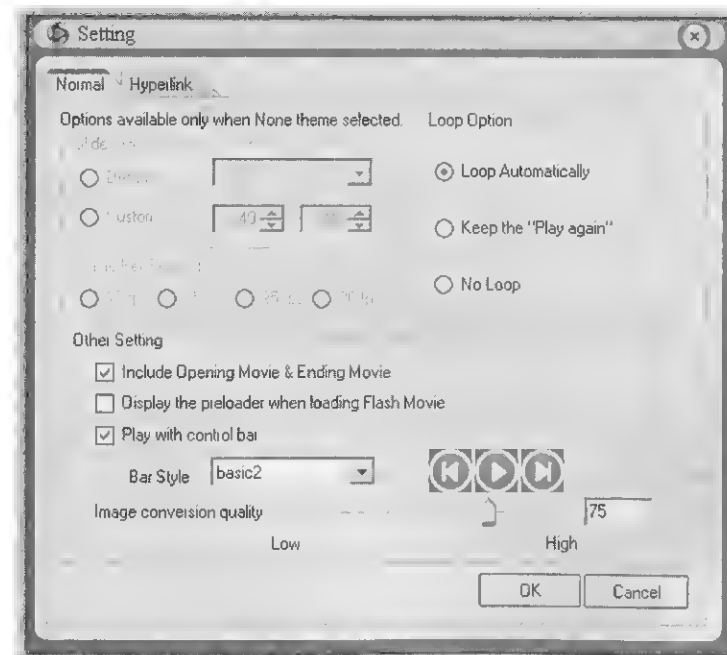 Setting
Normal Hyperlink
Options available only when None theme selected.
Loop Option
Loop Automatically
Keep the "Play again"
No Loop
Other Setting
Include Opening Movie & Ending Movie
Display the preloader when loading Flash Movie
Play with control bar
Bar Style basic2
Image conversion quality 75
Low High
OK Cancel